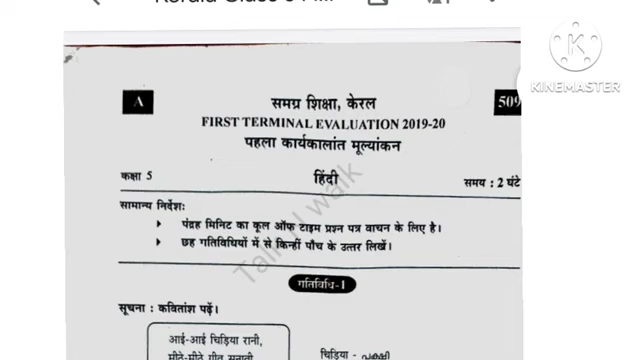 A
समग्र शिक्षा, केरल
509
FIRST TERMINAL EVALUATION 2019-20
पहला कार्यकालांत मूल्यांकन
कक्षा 5
हिंदी
समय : 2 घंटे
सामान्य निर्देश:
पंद्रह मिनिट का कूल ऑफ टाइम प्रश्न पत्र वाचन के लिए है।
छह गतिविधियों में से किन्हीं पाँच के उत्तर लिखें।
गतिविधि-1
सूचना : कवितांश पढ़ें।
आई-आई चिड़िया रानी,
मीठे-मीठे गीत सुनाती
चिड़िया - പക്ഷി
KINEMASTER